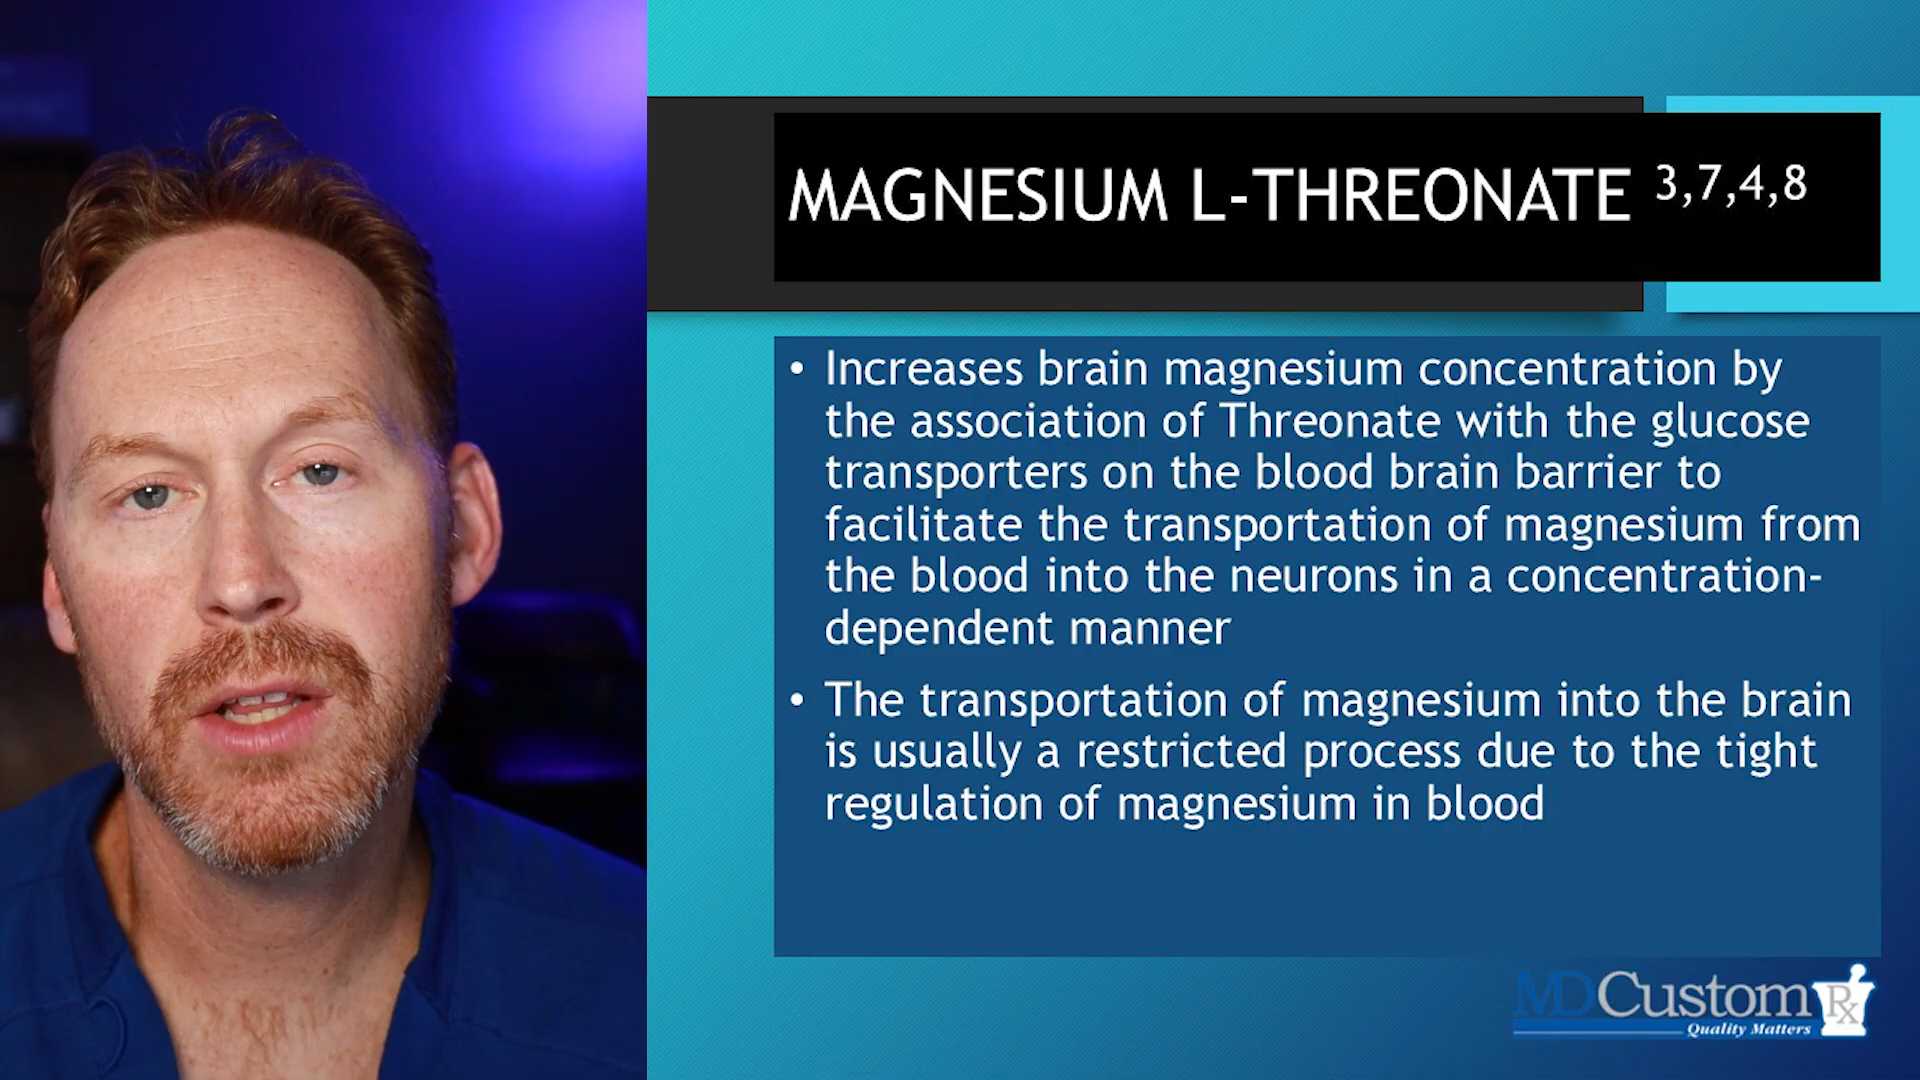 MAGNESIUM L-THREONATE 3,7,4,8
• Increases brain magnesium concentration by
the association of Threonate with the glucose
transporters on the blood brain barrier to
facilitate the transportation of magnesium from
the blood into the neurons in a concentration-
dependent manner
• The transportation of magnesium into the brain
is usually a restricted process due to the tight
regulation of magnesium in blood
MDCustom Rx
Quality Matters